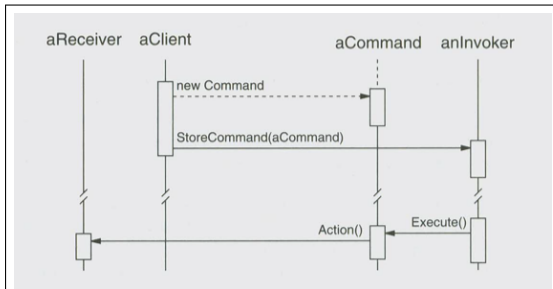 aReceiver aClient aCommand anInvoker
new Command
StoreCommand(aCommand)
Execute()
Action()